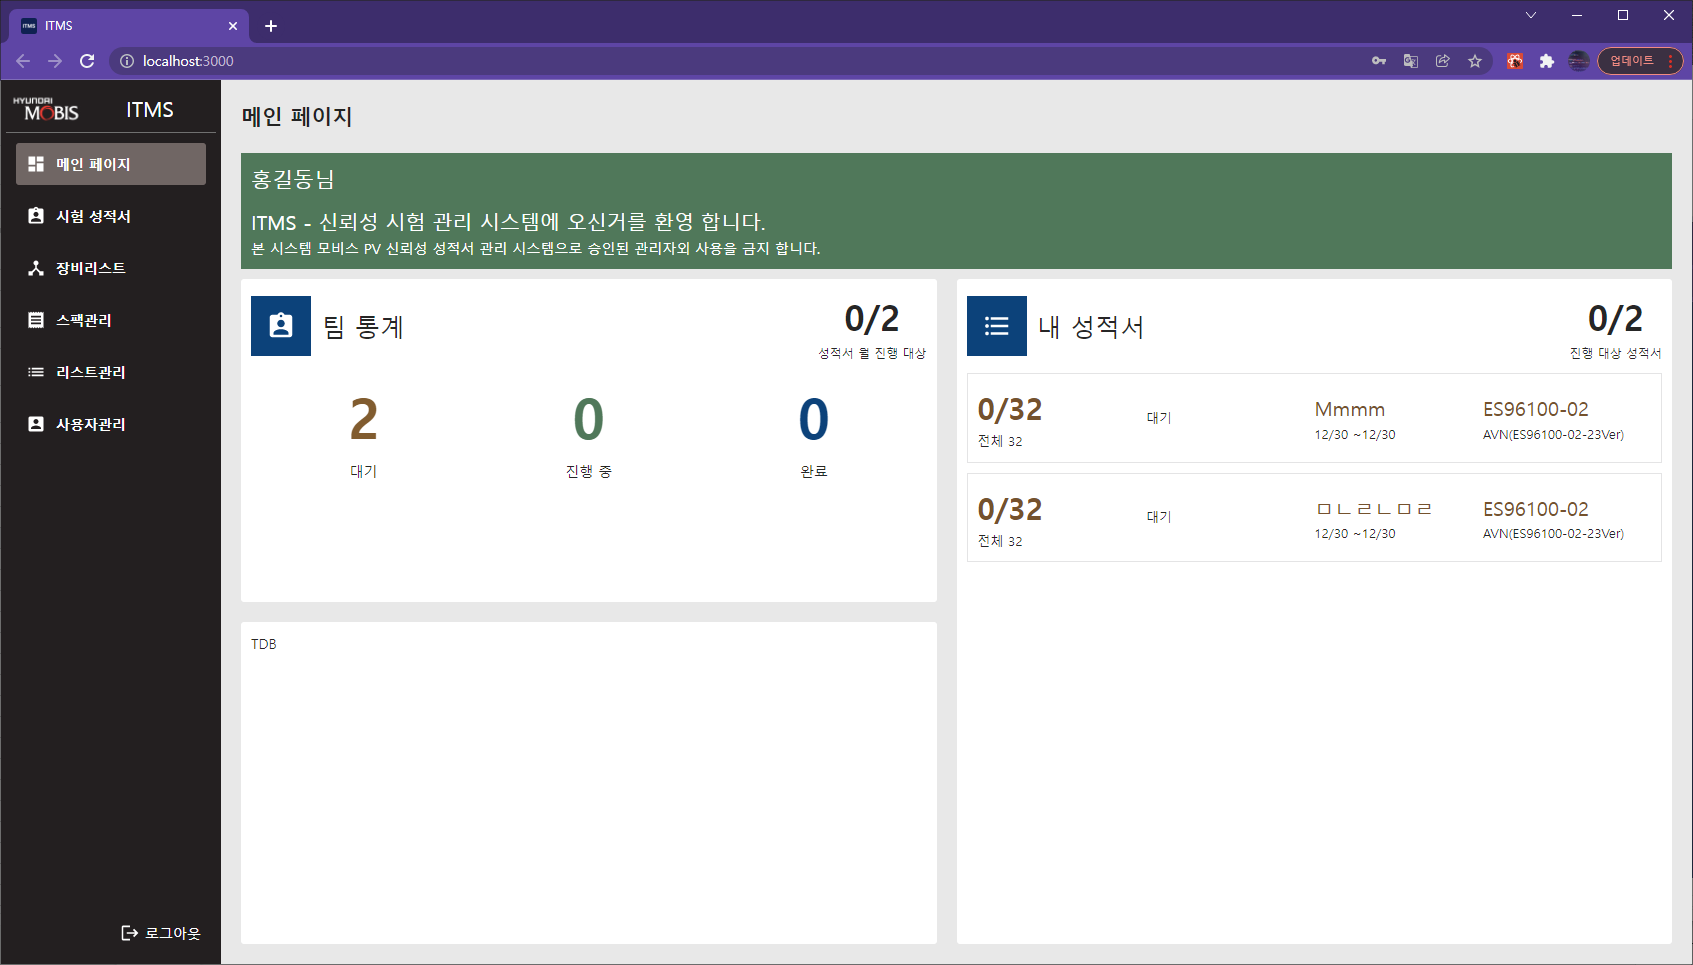 ITMS
localhost:3000
업데이트
HYUNDAI
MOBIS
ITMS
메인 페이지
시험 성적서
장비리스트
스팩관리
리스트관리
사용자관리
로그아웃
메인 페이지
홍길동님
ITMS - 신뢰성 시험 관리 시스템에 오신거를 환영 합니다.
본 시스템 모비스 PV 신뢰성 성적서 관리 시스템으로 승인된 관리자외 사용을 금지 합니다.
팀 통계
0/2
성적서 월 진행 대상
2
대기
0
진행 중
0
완료
TDB
내 성적서
0/2
진행 대상 성적서
0/32
전체 32
대기
Mmmm
12/30 ~12/30
ES96100-02
AVN(ES96100-02-23Ver)
0/32
전체 32
대기
ㅁㄴㄹㄴㅁㄹ
12/30 ~12/30
ES96100-02
AVN(ES96100-02-23Ver)